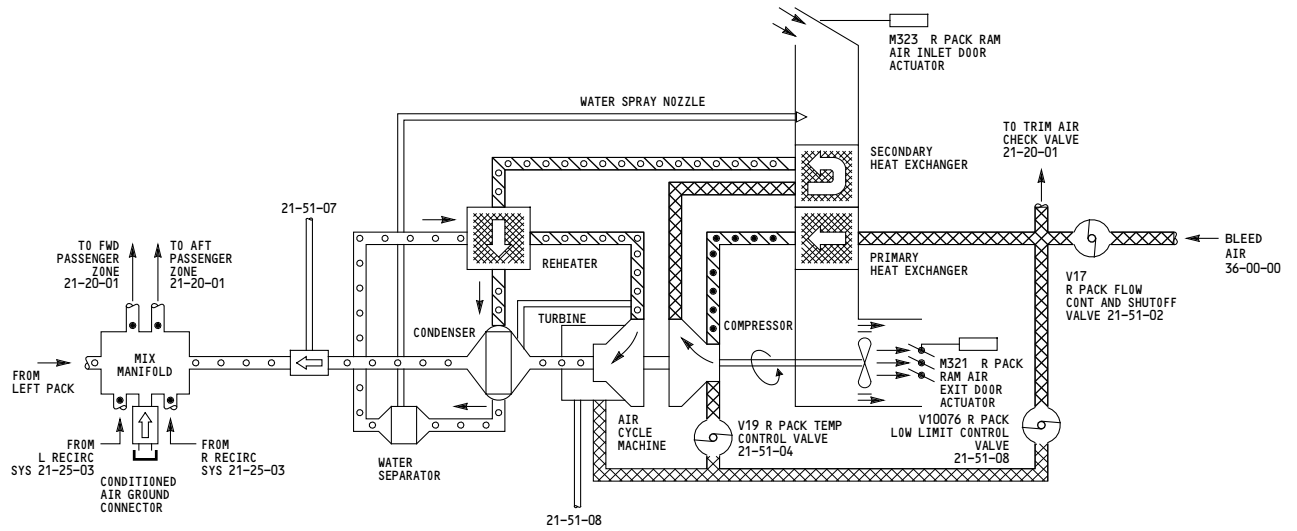 M323 R PACK RAM
AIR INLET DOOR
ACTUATOR
WATER SPRAY NOZZLE
TO TRIM AIR
CHECK VALVE
21-20-01
SECONDARY
HEAT EXCHANGER
21-51-07
TO FWD
PASSENGER
ZONE
21-20-01
TO AFT
PASSENGER
ZONE
21-20-01
REHEATER
PRIMARY
HEAT EXCHANGER
BLEED
AIR
36-00-00
V17
R PACK FLOW
CONT AND SHUTOFF
VALVE 21-51-02
CONDENSER
TURBINE
COMPRESSOR
MIX
MANIFOLD
FROM
LEFT PACK
M321 R PACK
RAM AIR
EXIT DOOR
ACTUATOR
AIR
CYCLE
MACHINE
V19 R PACK TEMP
CONTROL VALVE
21-51-04
V10076 R PACK
LOW LIMIT CONTROL
VALVE
21-51-08
FROM
L RECIRC
SYS 21-25-03
FROM
R RECIRC
SYS 21-25-03
WATER
SEPARATOR
CONDITIONED
AIR GROUND
CONNECTOR
21-51-08